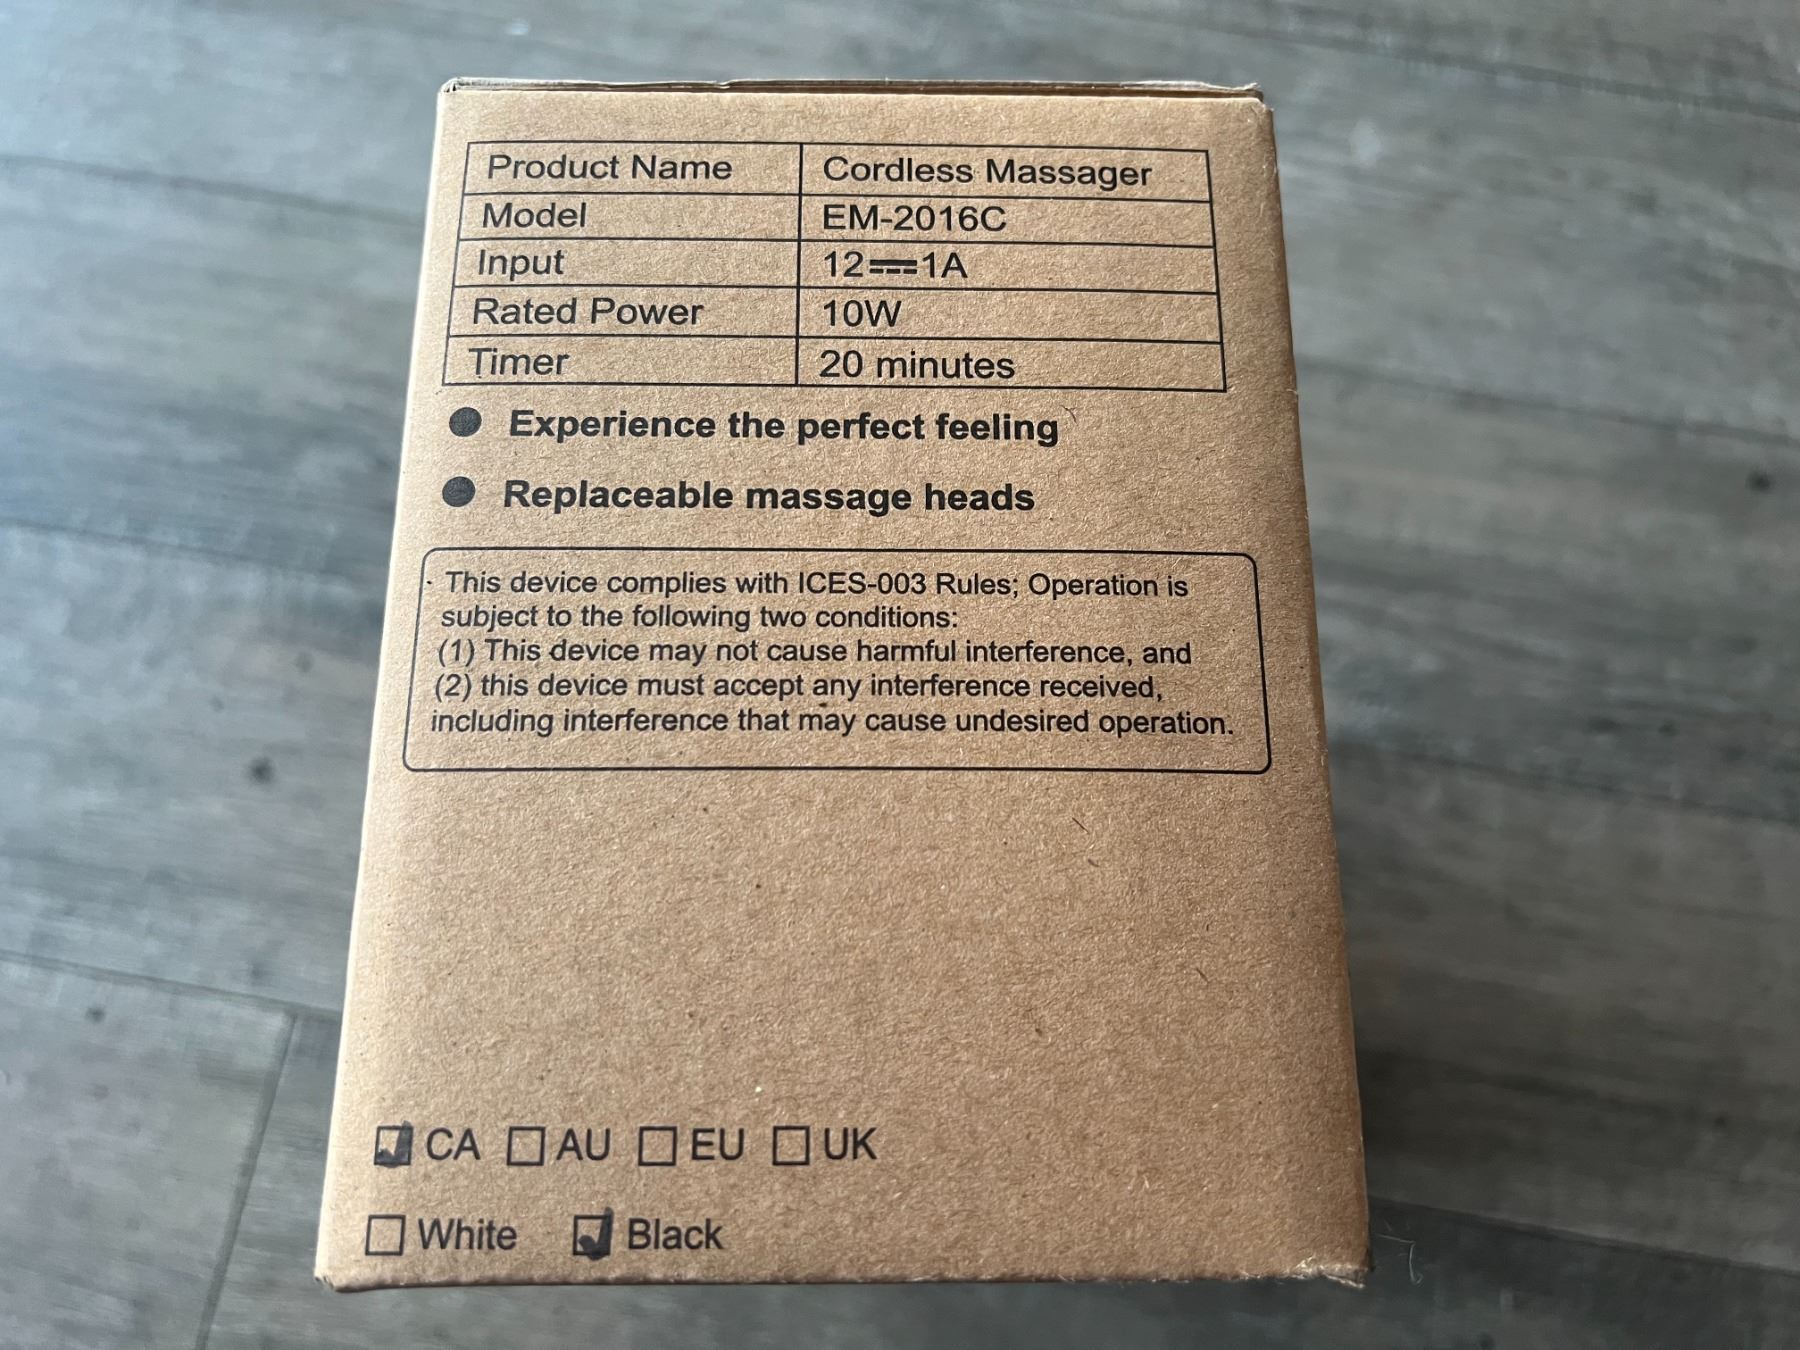 Product Name Cordless Massager
Model EM-2016C
Input 12⎓1A
Rated Power 10W
Timer 20 minutes
● Experience the perfect feeling
● Replaceable massage heads
This device complies with ICES-003 Rules; Operation is
subject to the following two conditions:
(1) This device may not cause harmful interference, and
(2) this device must accept any interference received,
including interference that may cause undesired operation.
☑ CA ☐ AU ☐ EU ☐ UK
☐ White ☑ Black